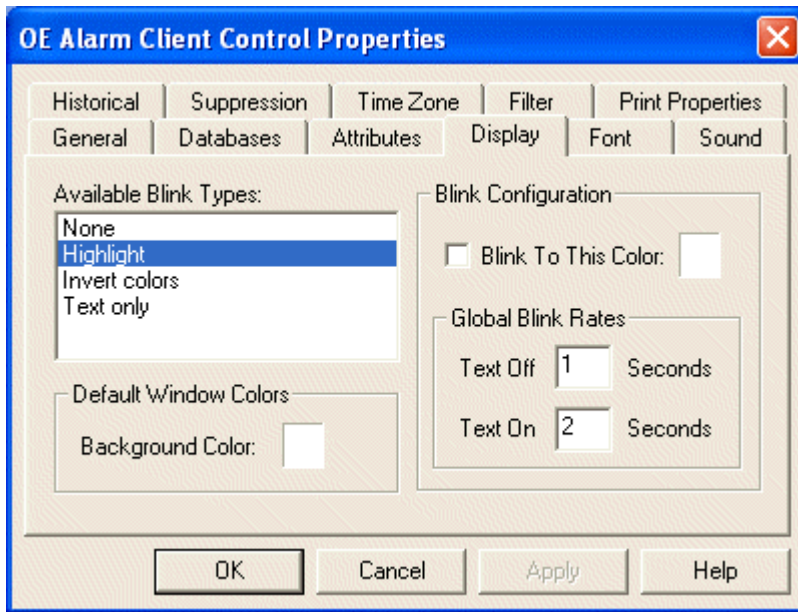 OE Alarm Client Control Properties
Historical Suppression Time Zone Filter Print Properties
General Databases Attributes Display Font Sound
Available Blink Types:
None
Highlight
Invert colors
Text only
Default Window Colors
Background Color:
Blink Configuration
Blink To This Color:
Global Blink Rates
Text Off 1 Seconds
Text On 2 Seconds
OK Cancel Apply Help